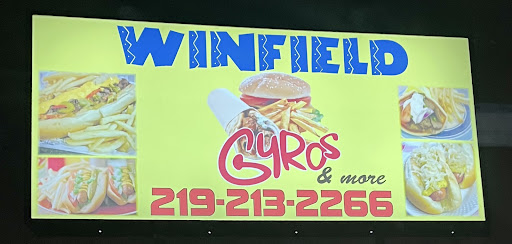 WINFIELD
GYROS
& more
219-213-2266